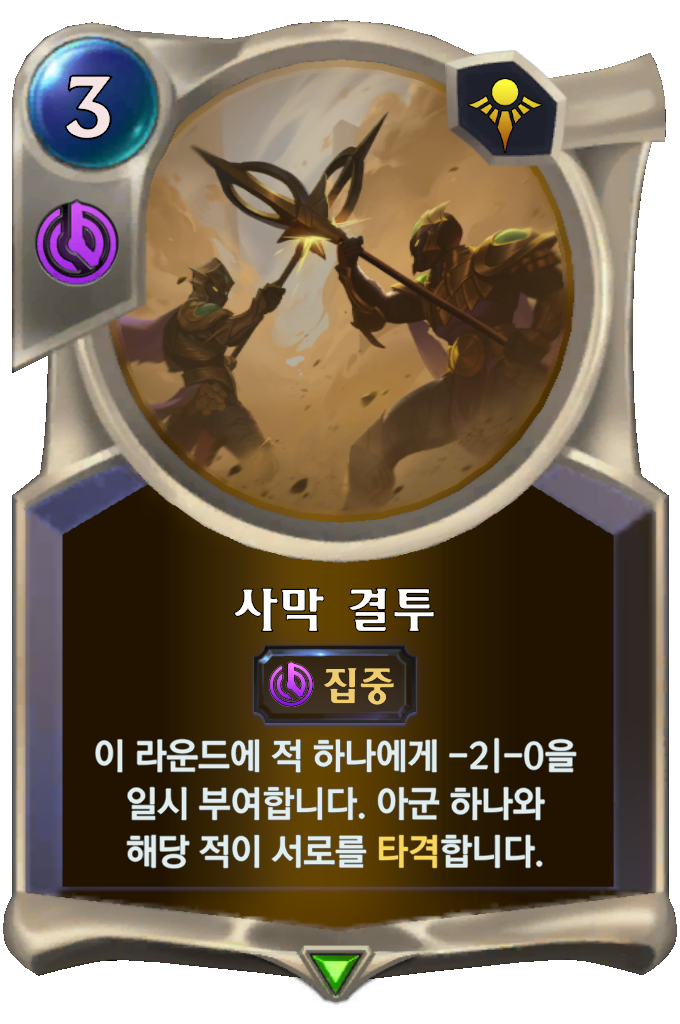 3
사막 결투
집중
이 라운드에 적 하나에게 -2|-0을
일시 부여합니다. 아군 하나와
해당 적이 서로를 타격합니다.